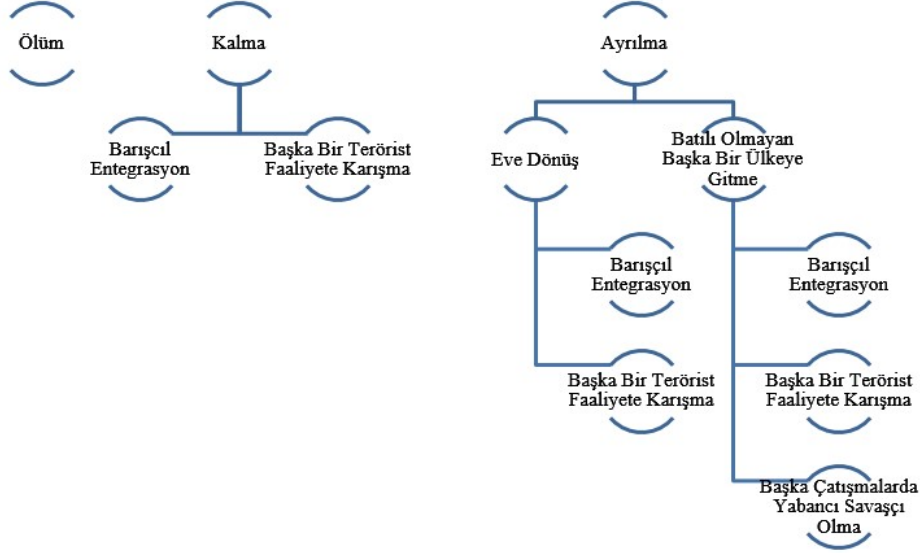 Ölüm
Kalma
Ayrılma
Barışcıl
Entegrasyon
Başka Bir Terörist
Faaliyete Karışma
Eve Dönüş
Batılı Olmayan
Başka Bir Ülkeye
Gitme
Barışçıl
Entegrasyon
Barışçıl
Entegrasyon
Başka Bir Terörist
Faaliyete Karışma
Başka Bir Terörist
Faaliyete Karışma
Başka Çatışmalarda
Yabancı Savaşçı
Olma